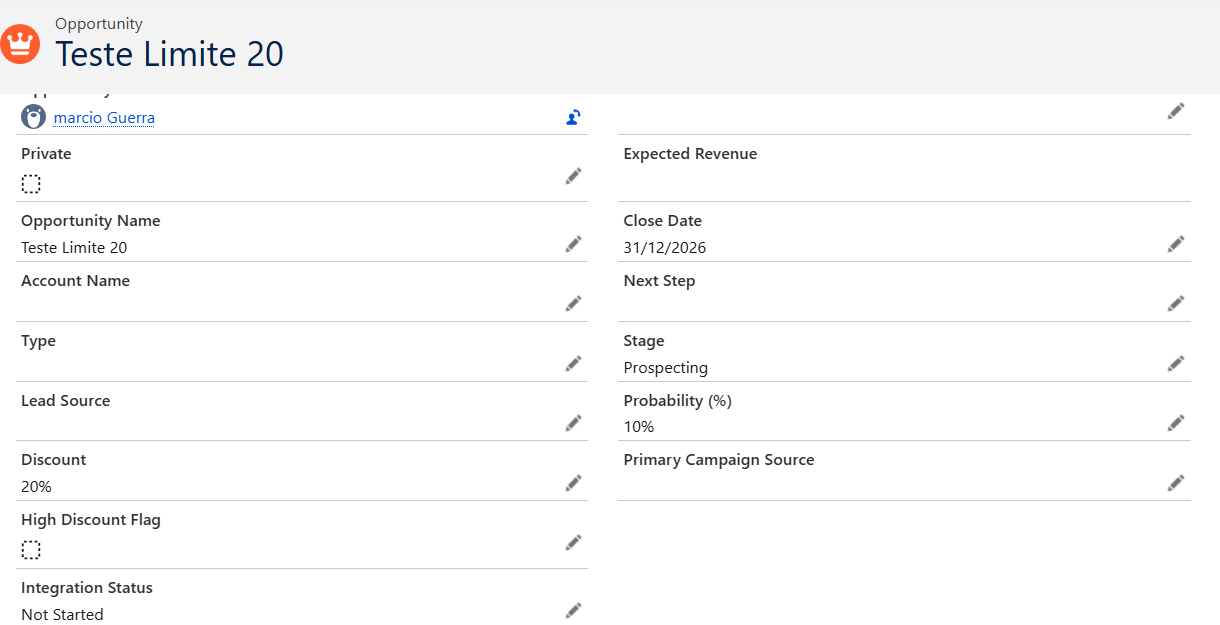 Opportunity
Teste Limite 20
marcio Guerra
Private
Expected Revenue
Opportunity Name
Teste Limite 20
Close Date
31/12/2026
Account Name
Next Step
Type
Stage
Prospecting
Lead Source
Probability (%)
10%
Discount
20%
Primary Campaign Source
High Discount Flag
Integration Status
Not Started